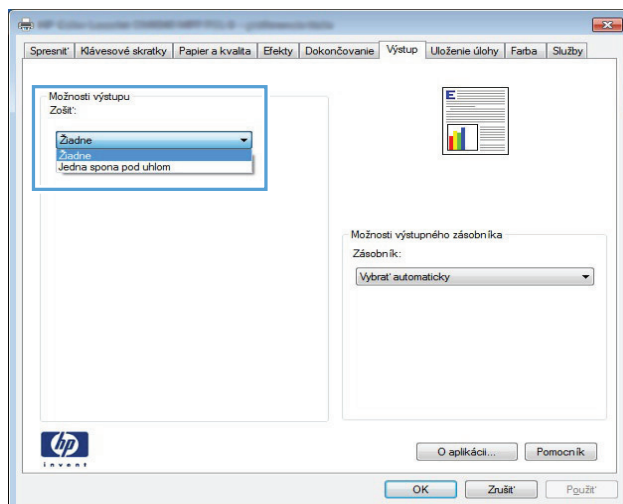 Spresniť
Klávesové skratky
Papier a kvalita
Efekty
Dokončovanie
Výstup
Uloženie úlohy
Farba
Služby
Možnosti výstupu
Zošiť:
Žiadne
Žiadne
Jedna spona pod uhlom
E
Možnosti výstupného zásobníka
Zásobník:
Vybrať automaticky
hp
invent
O aplikácii...
Pomocník
OK
Zrušiť
Použiť